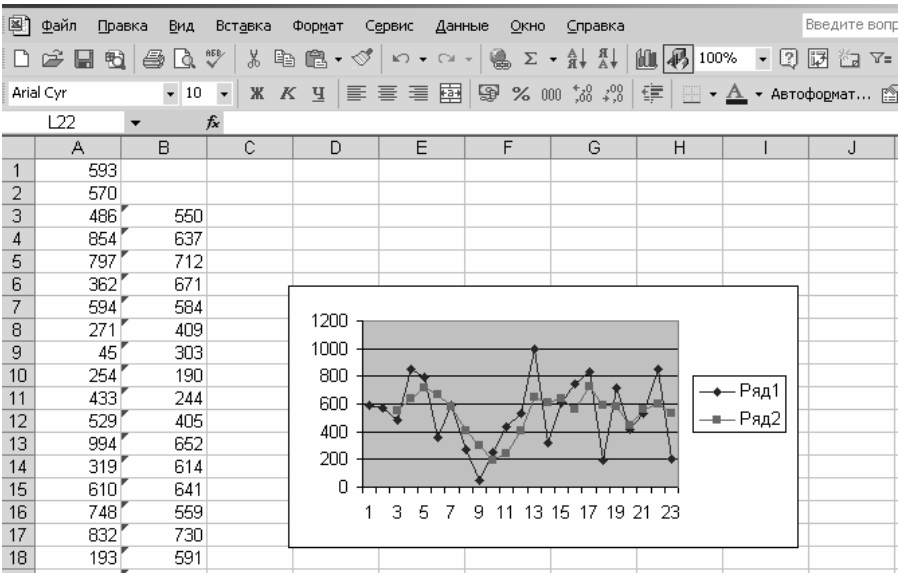 Файл Правка Вид Вставка Формат Сервис Данные Окно Справка Введите вопр
АБВ Σ А Я Я А 100% ?
Arial Cyr 10 Ж К Ч % 000 ,00 ,00 А Автоформат...
L22 fx
A B C D E F G H I J
1 593
2 570
3 486 550
4 854 637
5 797 712
6 362 671
7 594 584
8 271 409
9 45 303
10 254 190
11 433 244
12 529 405
13 994 652
14 319 614
15 610 641
16 748 559
17 832 730
18 193 591
1200
1000
800
600
400
200
0
1 3 5 7 9 11 13 15 17 19 21 23
Ряд1
Ряд2